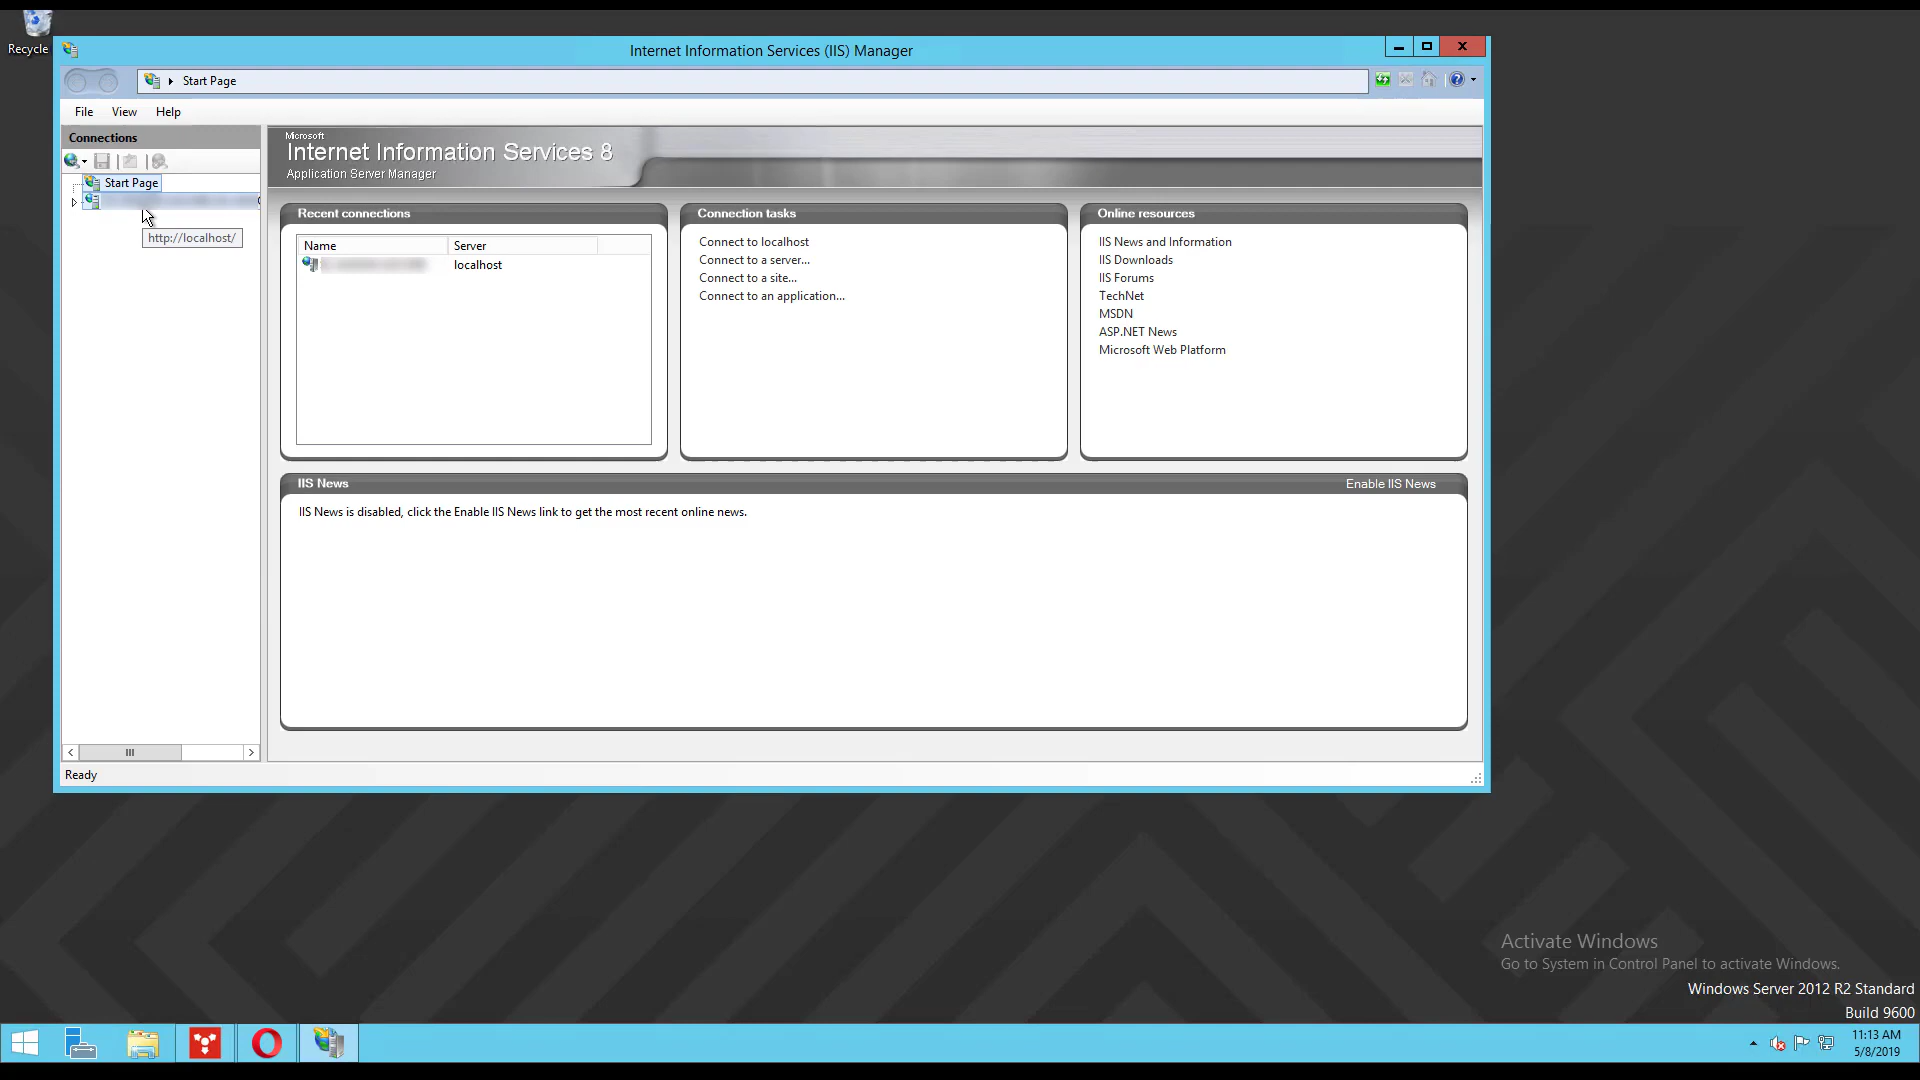 Recycle
Internet Information Services (IIS) Manager
Start Page
File View Help
Connections
Start Page
http://localhost/
Microsoft
Internet Information Services 8
Application Server Manager
Recent connections
Name Server
localhost
Connection tasks
Connect to localhost
Connect to a server...
Connect to a site...
Connect to an application...
Online resources
IIS News and Information
IIS Downloads
IIS Forums
TechNet
MSDN
ASP.NET News
Microsoft Web Platform
IIS News Enable IIS News
IIS News is disabled, click the Enable IIS News link to get the most recent online news.
Ready
Activate Windows
Go to System in Control Panel to activate Windows.
Windows Server 2012 R2 Standard
Build 9600
11:13 AM
5/8/2019